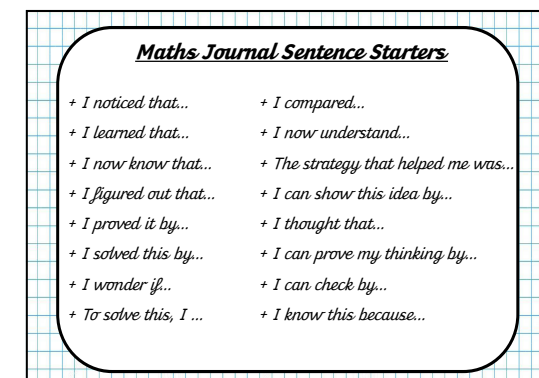 Maths Journal Sentence Starters
+ I noticed that...
+ I learned that...
+ I now know that...
+ I figured out that...
+ I proved it by...
+ I solved this by...
+ I wonder if...
+ To solve this, I ...
+ I compared...
+ I now understand...
+ The strategy that helped me was...
+ I can show this idea by...
+ I thought that...
+ I can prove my thinking by...
+ I can check by...
+ I know this because...